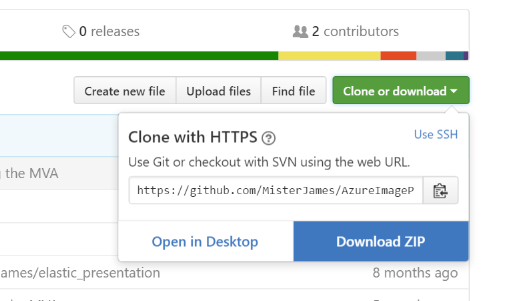 0 releases
2 contributors
Create new file Upload files Find file Clone or download
Clone with HTTPS ?
Use SSH
Use Git or checkout with SVN using the web URL.
https://github.com/MisterJames/AzureImageP
the MVA
Open in Desktop Download ZIP
ames/elastic_presentation
8 months ago